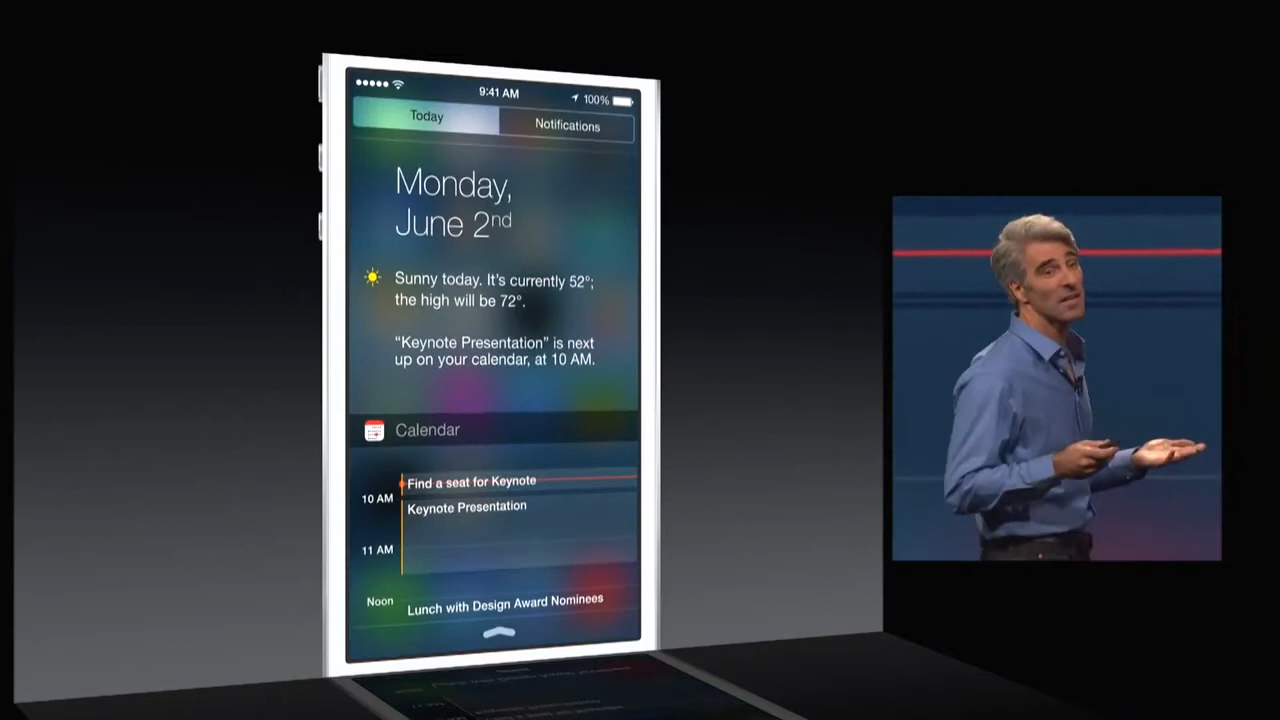 9:41 AM
100%
Today
Notifications
Monday,
June 2nd
Sunny today. It's currently 52°;
the high will be 72°.
“Keynote Presentation” is next
up on your calendar, at 10 AM.
Calendar
Find a seat for Keynote
10 AM
Keynote Presentation
11 AM
Noon
Lunch with Design Award Nominees